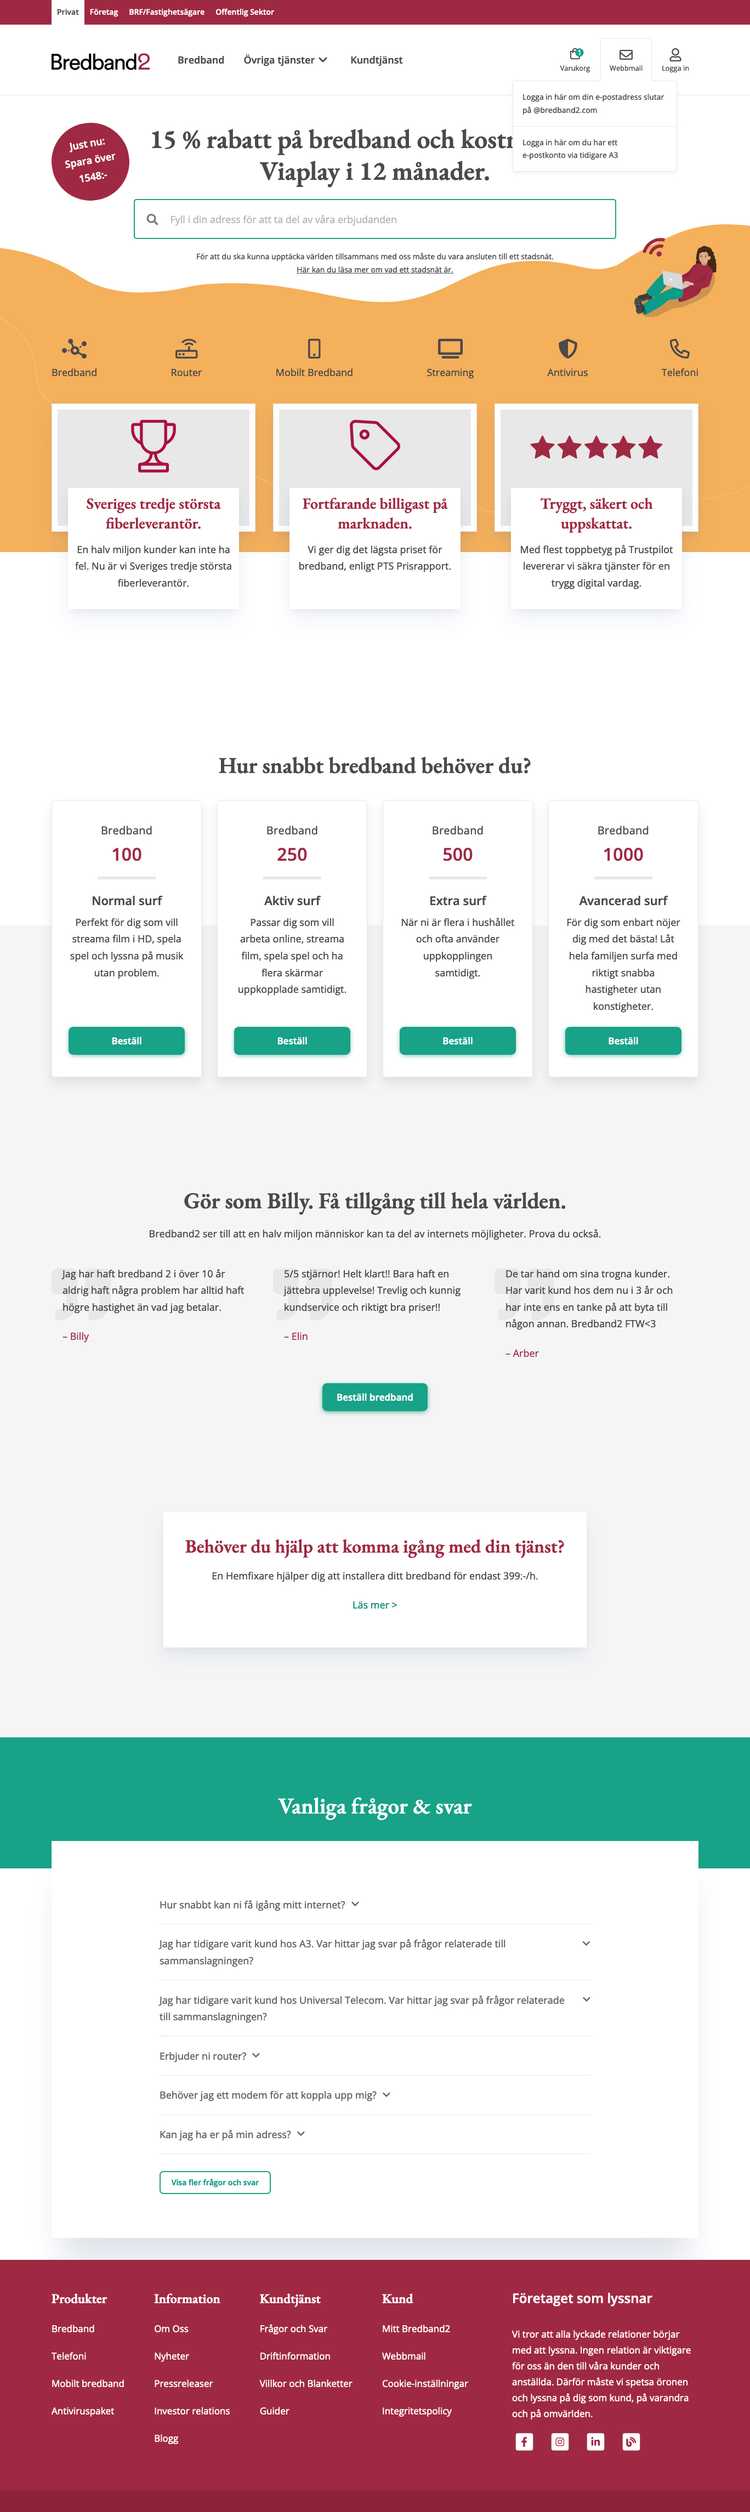 Privat Företag BRF/Fastighetsägare Offentlig Sektor
Bredband2 Bredband Övriga tjänster Kundtjänst
1
Varukorg Webbmail Logga in
Logga in här om din e-postadress slutar
på @bredband2.com
Logga in här om du har ett
e-postkonto via tidigare A3
Just nu:
Spara över
1548:-
15 % rabatt på bredband och kostn
Viaplay i 12 månader.
Fyll i din adress för att ta del av våra erbjudanden
För att du ska kunna upptäcka världen tillsammans med oss måste du vara ansluten till ett stadsnät.
Här kan du läsa mer om vad ett stadsnät är.
Bredband Router Mobilt Bredband Streaming Antivirus Telefoni
Sveriges tredje största
fiberleverantör.
En halv miljon kunder kan inte ha
fel. Nu är vi Sveriges tredje största
fiberleverantör.
Fortfarande billigast på
marknaden.
Vi ger dig det lägsta priset för
bredband, enligt PTS Prisrapport.
Tryggt, säkert och
uppskattat.
Med flest toppbetyg på Trustpilot
levererar vi säkra tjänster för en
trygg digital vardag.
Hur snabbt bredband behöver du?
Bredband
100
Normal surf
Perfekt för dig som vill
streama film i HD, spela
spel och lyssna på musik
utan problem.
Beställ
Bredband
250
Aktiv surf
Passar dig som vill
arbeta online, streama
film, spela spel och ha
flera skärmar
uppkopplade samtidigt.
Beställ
Bredband
500
Extra surf
När ni är flera i hushållet
och ofta använder
uppkopplingen
samtidigt.
Beställ
Bredband
1000
Avancerad surf
För dig som enbart nöjer
dig med det bästa! Låt
hela familjen surfa med
riktigt snabba
hastigheter utan
konstigheter.
Beställ
Gör som Billy. Få tillgång till hela världen.
Bredband2 ser till att en halv miljon människor kan ta del av internets möjligheter. Prova du också.
Jag har haft bredband 2 i över 10 år
aldrig haft några problem har alltid haft
högre hastighet än vad jag betalar.
– Billy
5/5 stjärnor! Helt klart!! Bara haft en
jättebra upplevelse! Trevlig och kunnig
kundservice och riktigt bra priser!!
– Elin
De tar hand om sina trogna kunder.
Har varit kund hos dem nu i 3 år och
har inte ens en tanke på att byta till
någon annan. Bredband2 FTW<3
– Arber
Beställ bredband
Behöver du hjälp att komma igång med din tjänst?
En Hemfixare hjälper dig att installera ditt bredband för endast 399:-/h.
Läs mer >
Vanliga frågor & svar
Hur snabbt kan ni få igång mitt internet?
Jag har tidigare varit kund hos A3. Var hittar jag svar på frågor relaterade till
sammanslagningen?
Jag har tidigare varit kund hos Universal Telecom. Var hittar jag svar på frågor relaterade
till sammanslagningen?
Erbjuder ni router?
Behöver jag ett modem för att koppla upp mig?
Kan jag ha er på min adress?
Visa fler frågor och svar
Produkter
Bredband
Telefoni
Mobilt bredband
Antiviruspaket
Information
Om Oss
Nyheter
Pressreleaser
Investor relations
Blogg
Kundtjänst
Frågor och Svar
Driftinformation
Villkor och Blanketter
Guider
Kund
Mitt Bredband2
Webbmail
Cookie-inställningar
Integritetspolicy
Företaget som lyssnar
Vi tror att alla lyckade relationer börjar
med att lyssna. Ingen relation är viktigare
för oss än den till våra kunder och
anställda. Därför måste vi spetsa öronen
och lyssna på dig som kund, på varandra
och på omvärlden.